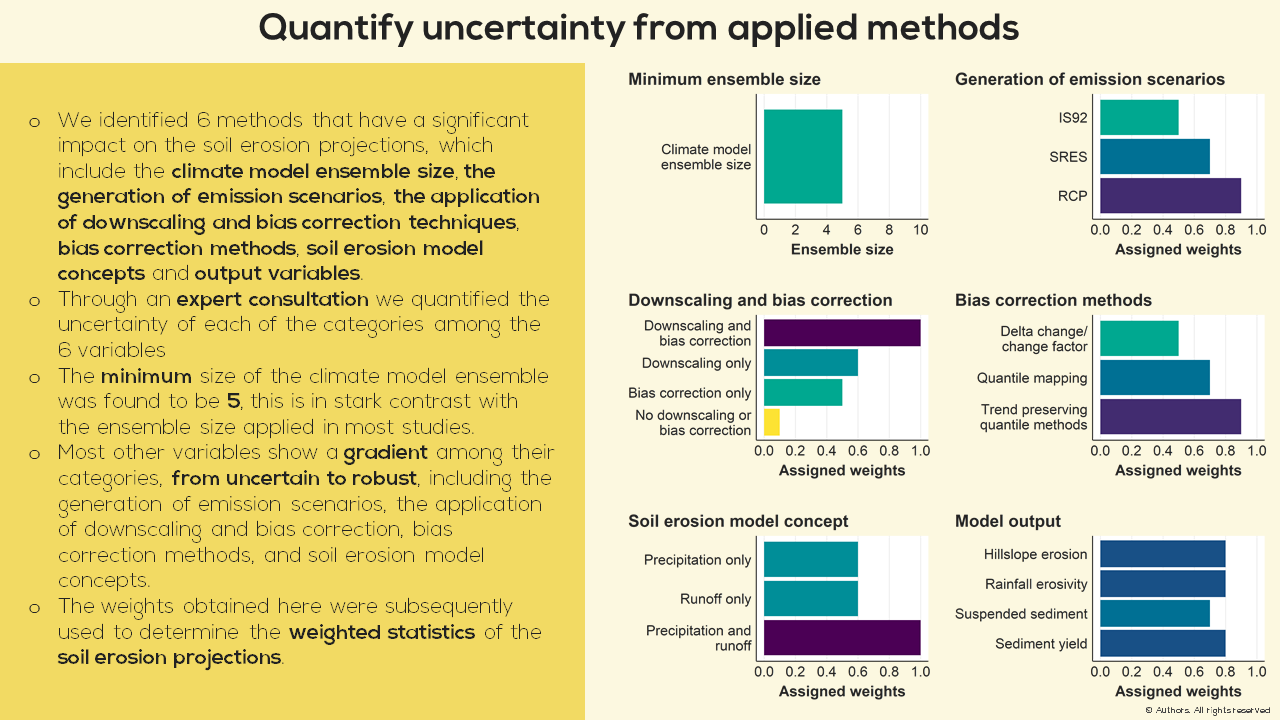 Quantify uncertainty from applied methods
o We identified 6 methods that have a significant
impact on the soil erosion projections, which
include the climate model ensemble size, the
generation of emission scenarios, the application
of downscaling and bias correction techniques,
bias correction methods, soil erosion model
concepts and output variables.
o Through an expert consultation we quantified the
uncertainty of each of the categories among the
6 variables
o The minimum size of the climate model ensemble
was found to be 5, this is in stark contrast with
the ensemble size applied in most studies.
o Most other variables show a gradient among their
categories, from uncertain to robust, including the
generation of emission scenarios, the application
of downscaling and bias correction, bias
correction methods, and soil erosion model
concepts.
o The weights obtained here were subsequently
used to determine the weighted statistics of the
soil erosion projections.
Minimum ensemble size
Climate model
ensemble size
0 2 4 6 8 10
Ensemble size
Generation of emission scenarios
IS92
SRES
RCP
0.0 0.2 0.4 0.6 0.8 1.0
Assigned weights
Downscaling and bias correction
Downscaling and
bias correction
Downscaling only
Bias correction only
No downscaling or
bias correction
0.0 0.2 0.4 0.6 0.8 1.0
Assigned weights
Bias correction methods
Delta change/
change factor
Quantile mapping
Trend preserving
quantile methods
0.0 0.2 0.4 0.6 0.8 1.0
Assigned weights
Soil erosion model concept
Precipitation only
Runoff only
Precipitation and
runoff
0.0 0.2 0.4 0.6 0.8 1.0
Assigned weights
Model output
Hillslope erosion
Rainfall erosivity
Suspended sediment
Sediment yield
0.0 0.2 0.4 0.6 0.8 1.0
Assigned weights
© Authors. All rights reserved